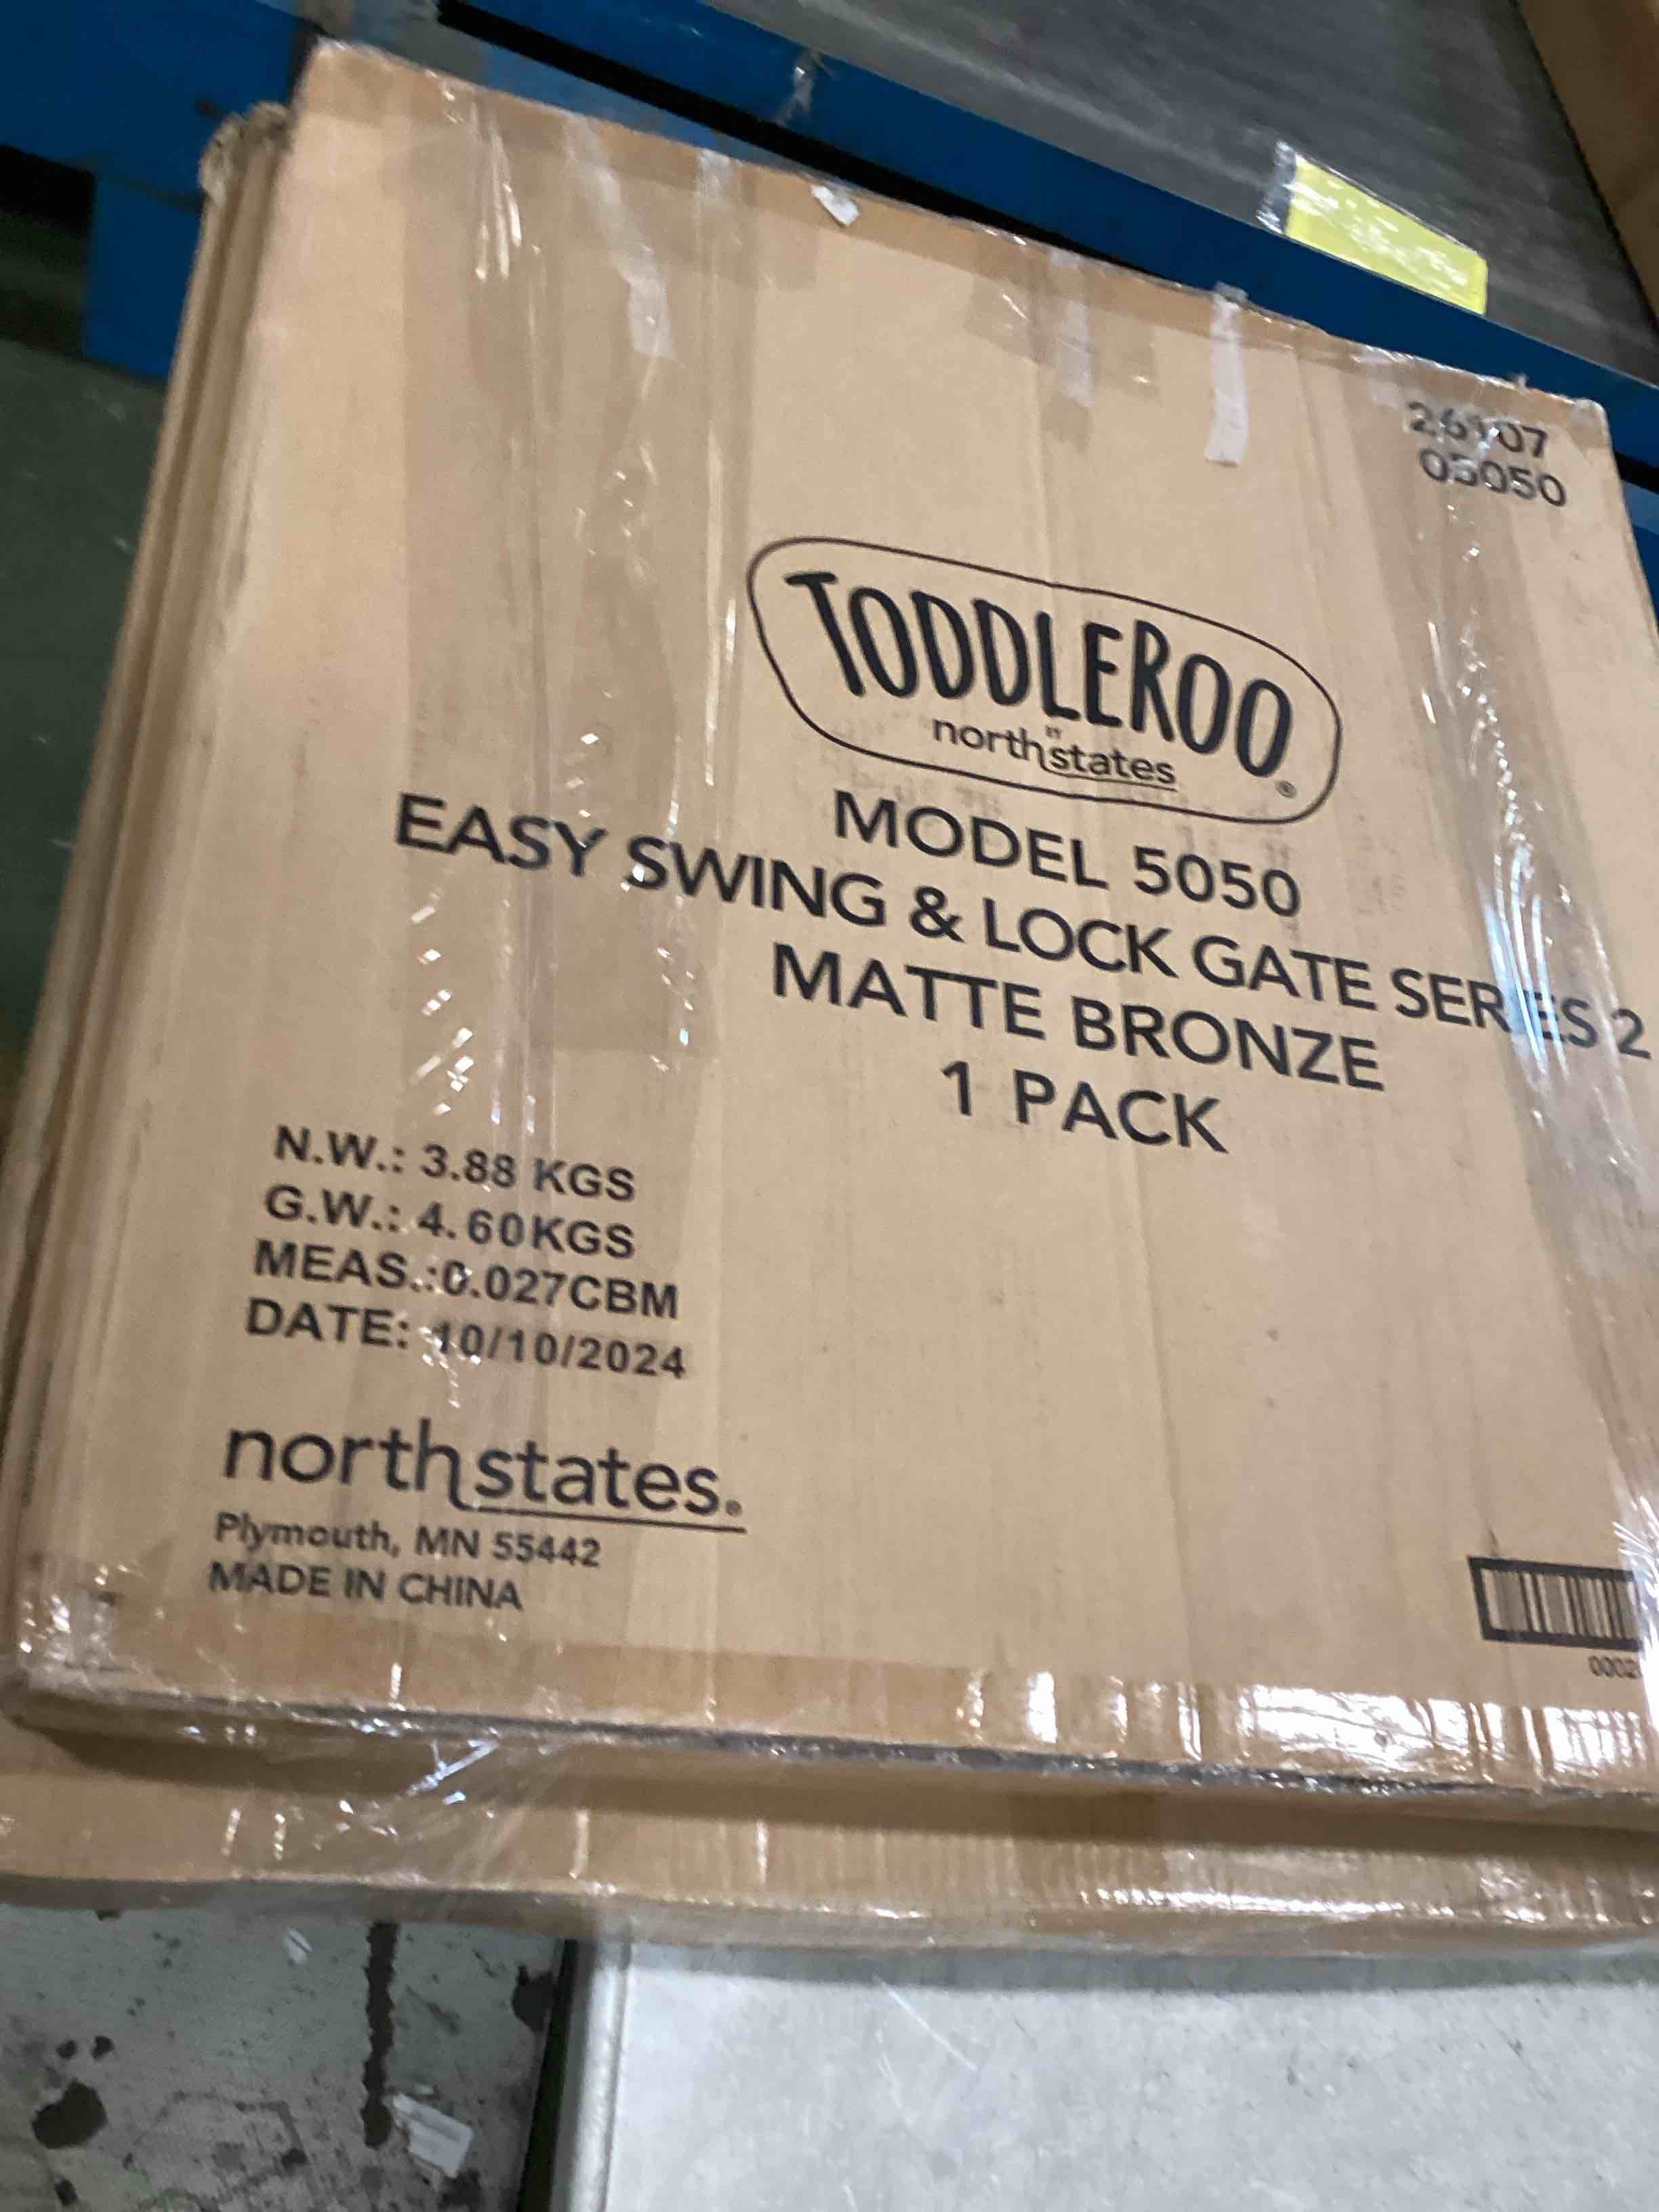 26107
05050
TODDLEROO
by
northstates
®
MODEL 5050
EASY SWING & LOCK GATE SERIES 2
MATTE BRONZE
1 PACK
N.W.: 3.88 KGS
G.W.: 4.60KGS
MEAS.:0.027CBM
DATE: 10/10/2024
northstates®
Plymouth, MN 55442
MADE IN CHINA